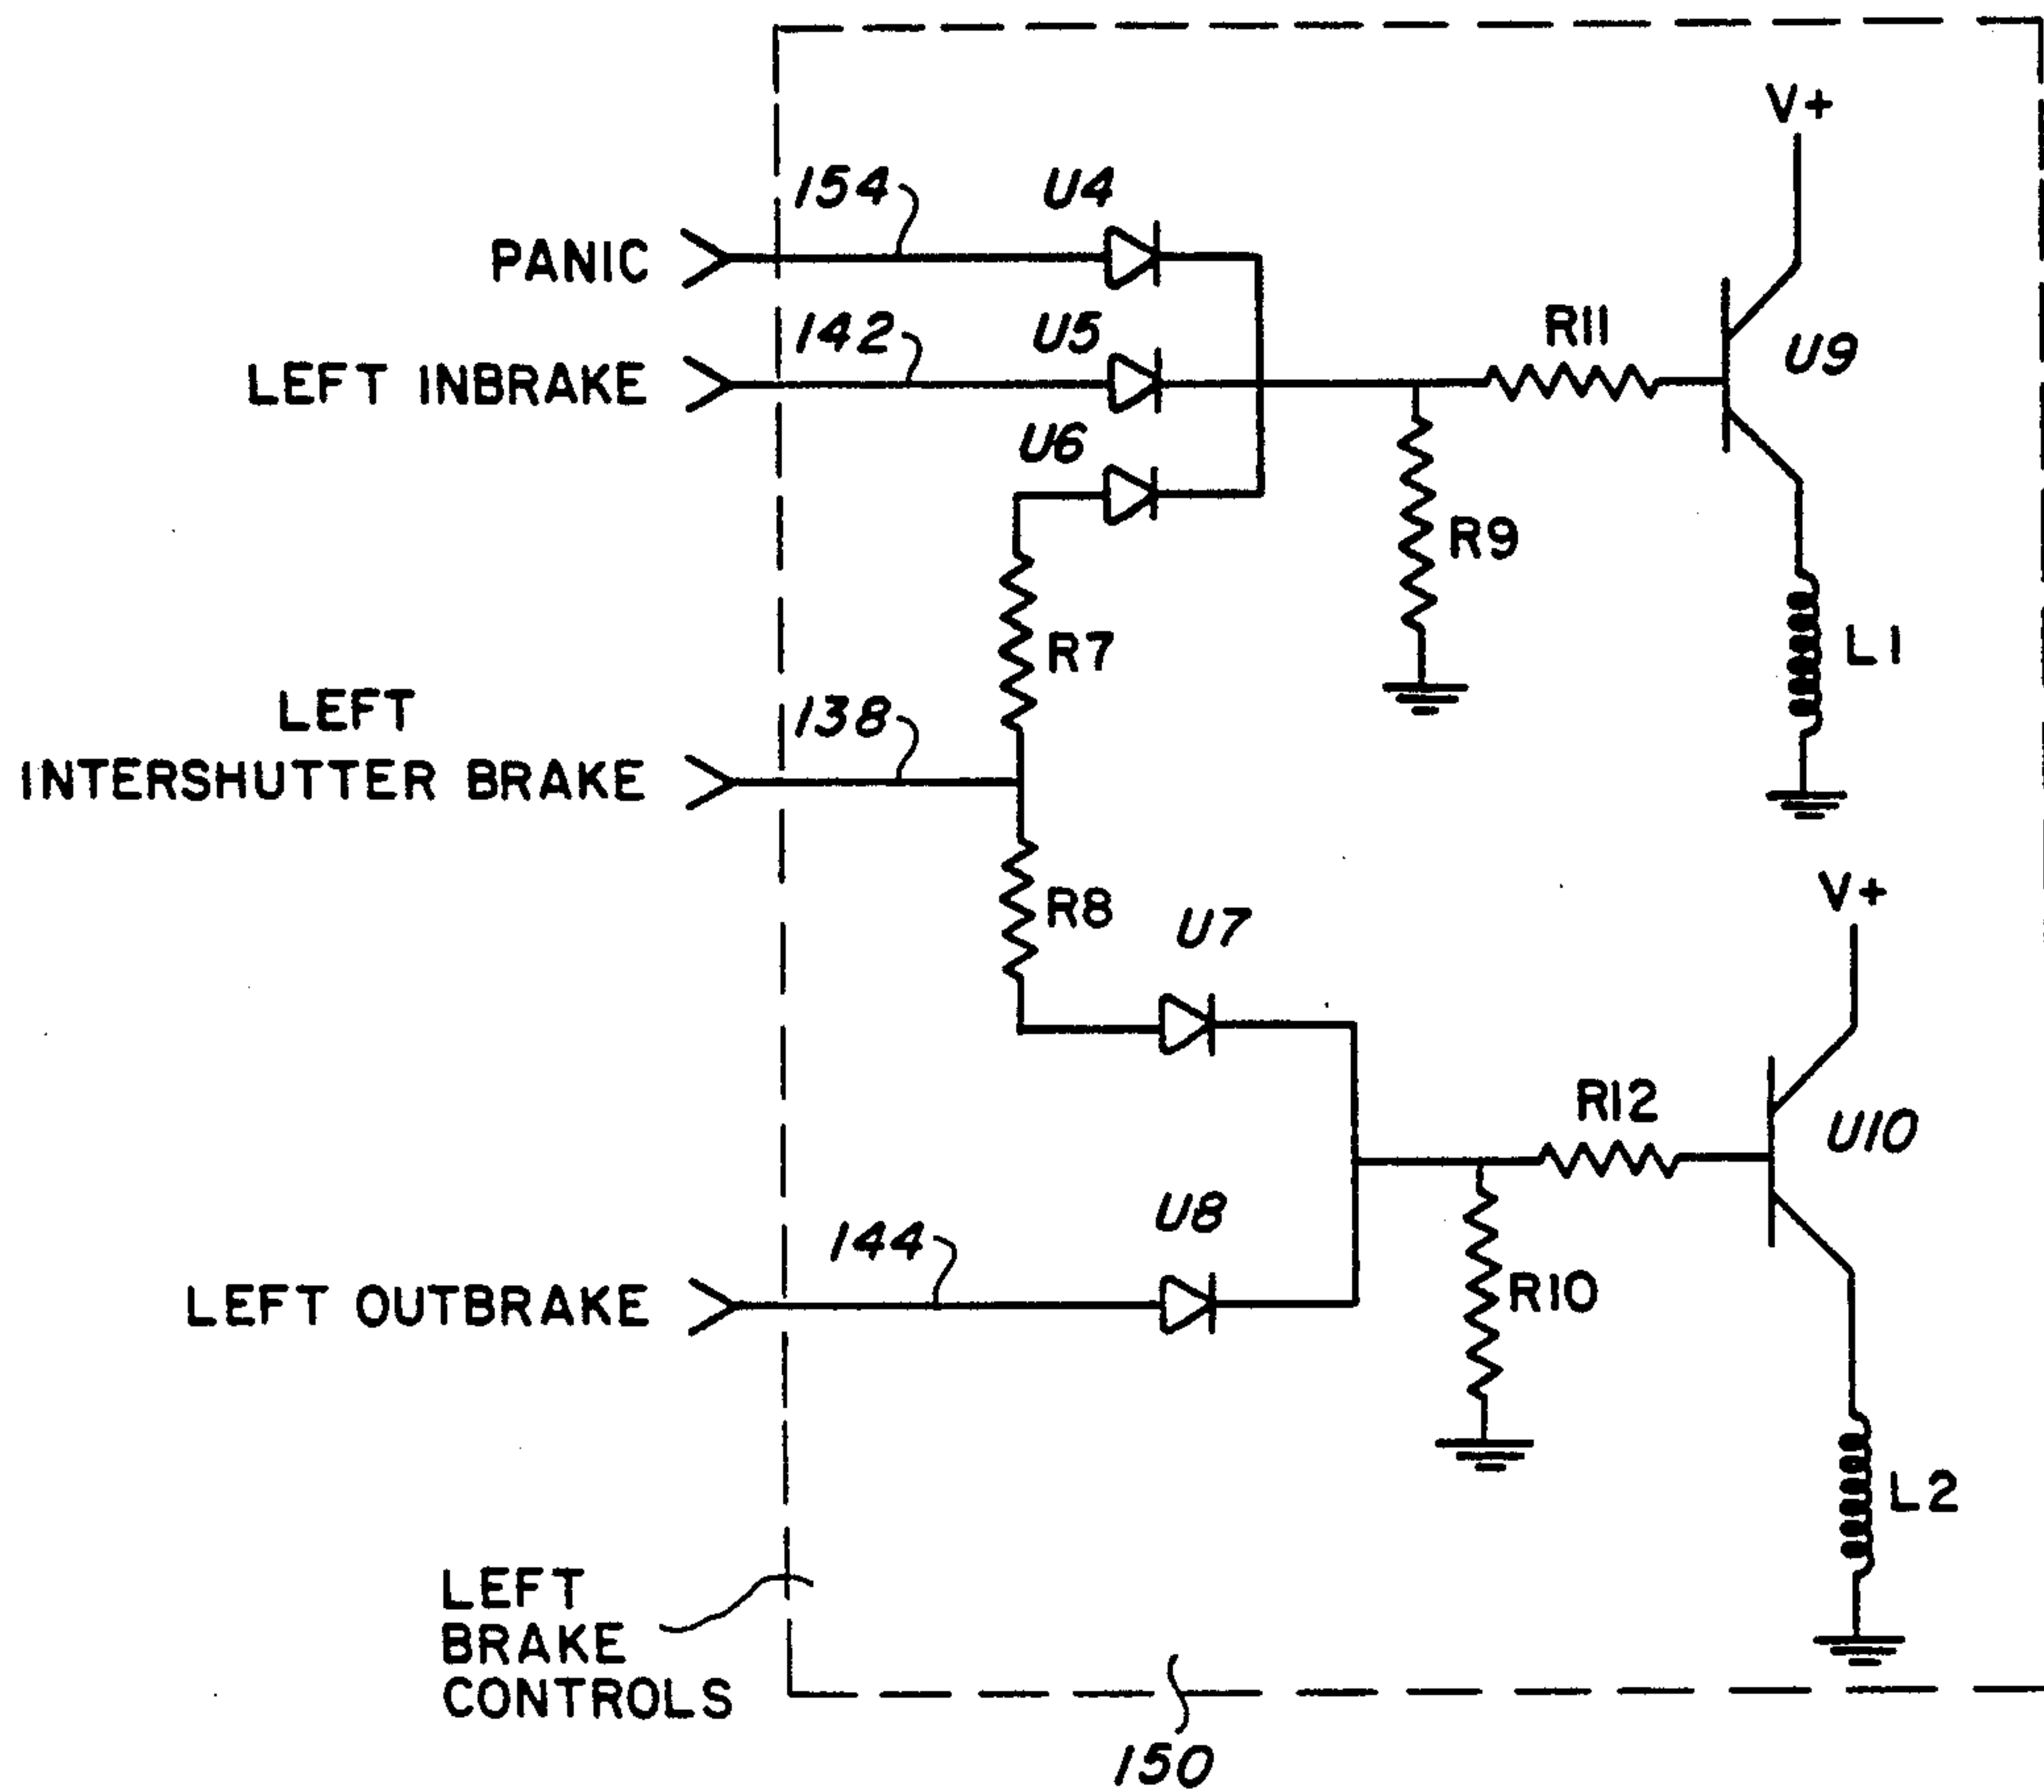 V+
154
U4
PANIC
142
U5
R11
U9
LEFT INBRAKE
U6
R9
R7
L1
LEFT
INTERSHUTTER BRAKE
138
R8
U7
V+
R12
U10
144
U8
LEFT OUTBRAKE
R10
L2
LEFT
BRAKE
CONTROLS
150